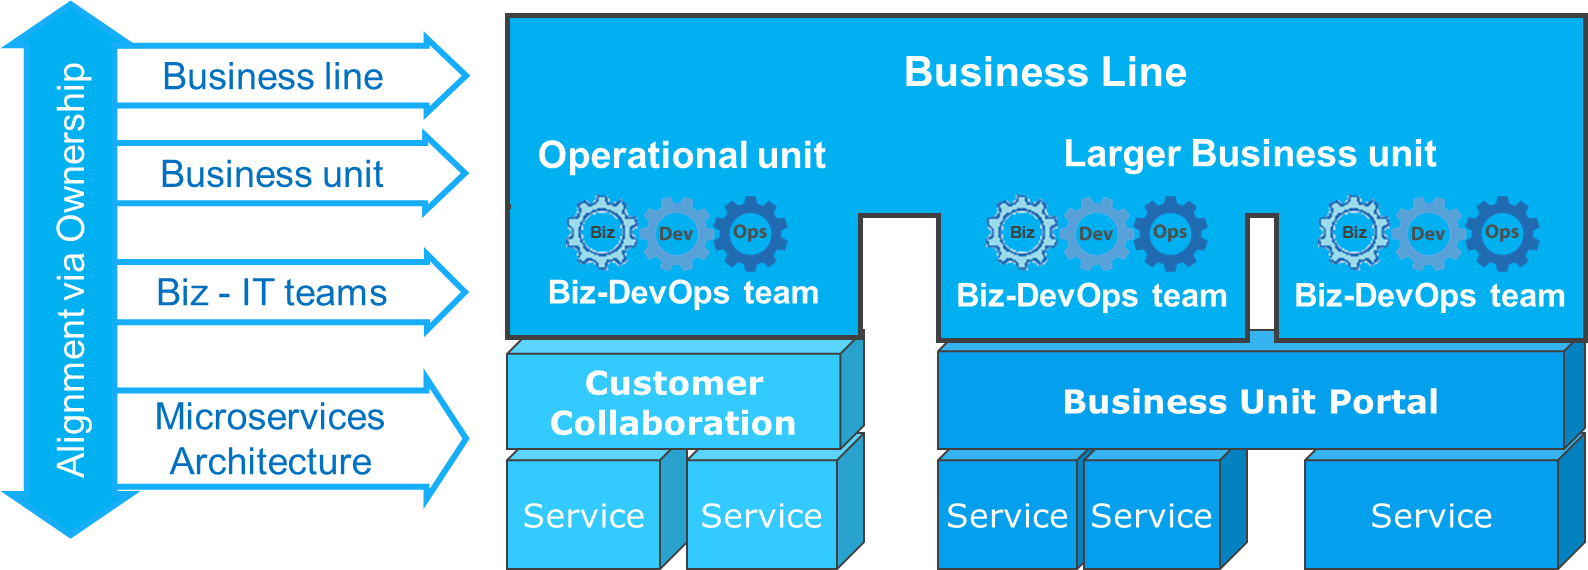 Alignment via Ownership
Business line
Business unit
Biz - IT teams
Microservices
Architecture
Business Line
Operational unit
Biz Dev Ops
Biz-DevOps team
Larger Business unit
Biz Dev Ops
Biz-DevOps team
Biz Dev Ops
Biz-DevOps team
Customer
Collaboration
Service
Service
Business Unit Portal
Service
Service
Service